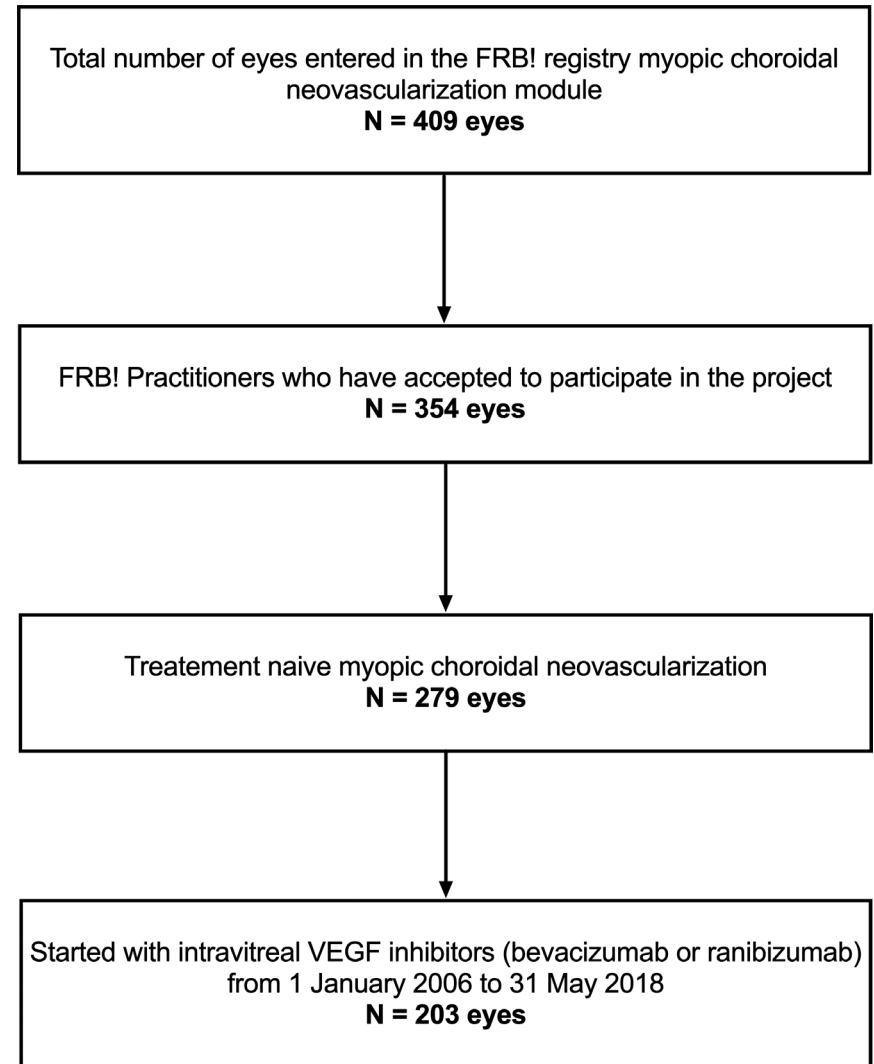 Total number of eyes entered in the FRB! registry myopic choroidal
neovascularization module
N = 409 eyes
FRB! Practitioners who have accepted to participate in the project
N = 354 eyes
Treatement naive myopic choroidal neovascularization
N = 279 eyes
Started with intravitreal VEGF inhibitors (bevacizumab or ranibizumab)
from 1 January 2006 to 31 May 2018
N = 203 eyes